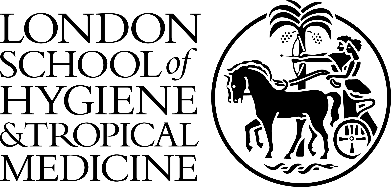 LONDON
SCHOOL of
HYGIENE
& TROPICAL
MEDICINE